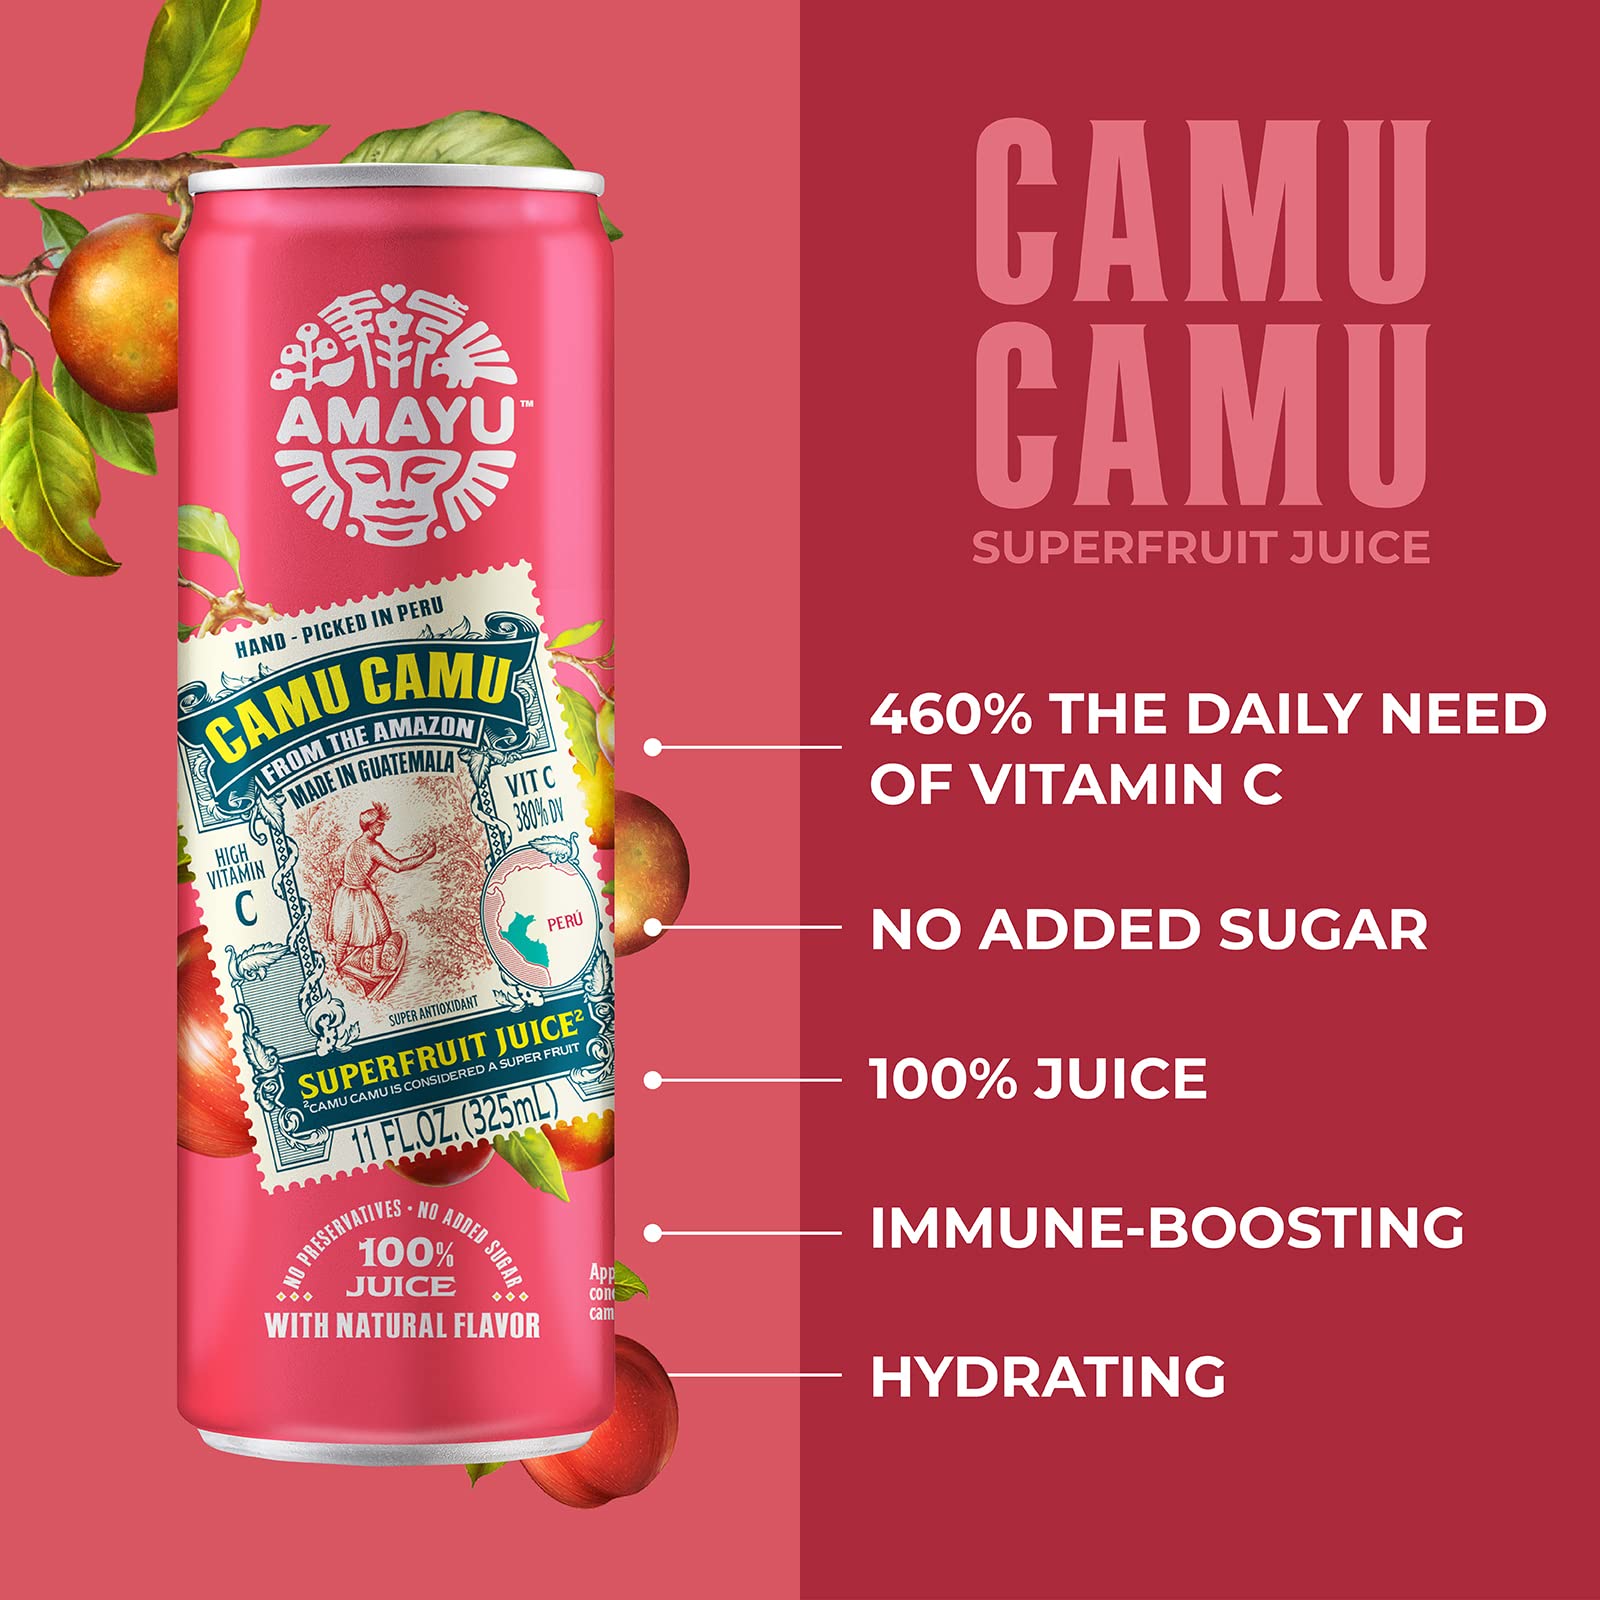 AMAYU™
HAND - PICKED IN PERU
CAMU CAMU
FROM THE AMAZON
MADE IN GUATEMALA
VIT C
380% DV
HIGH
VITAMIN
C
PERÚ
SUPER ANTIOXIDANT
SUPERFRUIT JUICE²
²CAMU CAMU IS CONSIDERED A SUPER FRUIT
11 FL.OZ. (325mL)
NO PRESERVATIVES • NO ADDED SUGAR
100%
JUICE
WITH NATURAL FLAVOR
App
con
cam
CAMU
CAMU
SUPERFRUIT JUICE
460% THE DAILY NEED
OF VITAMIN C
NO ADDED SUGAR
100% JUICE
IMMUNE-BOOSTING
HYDRATING